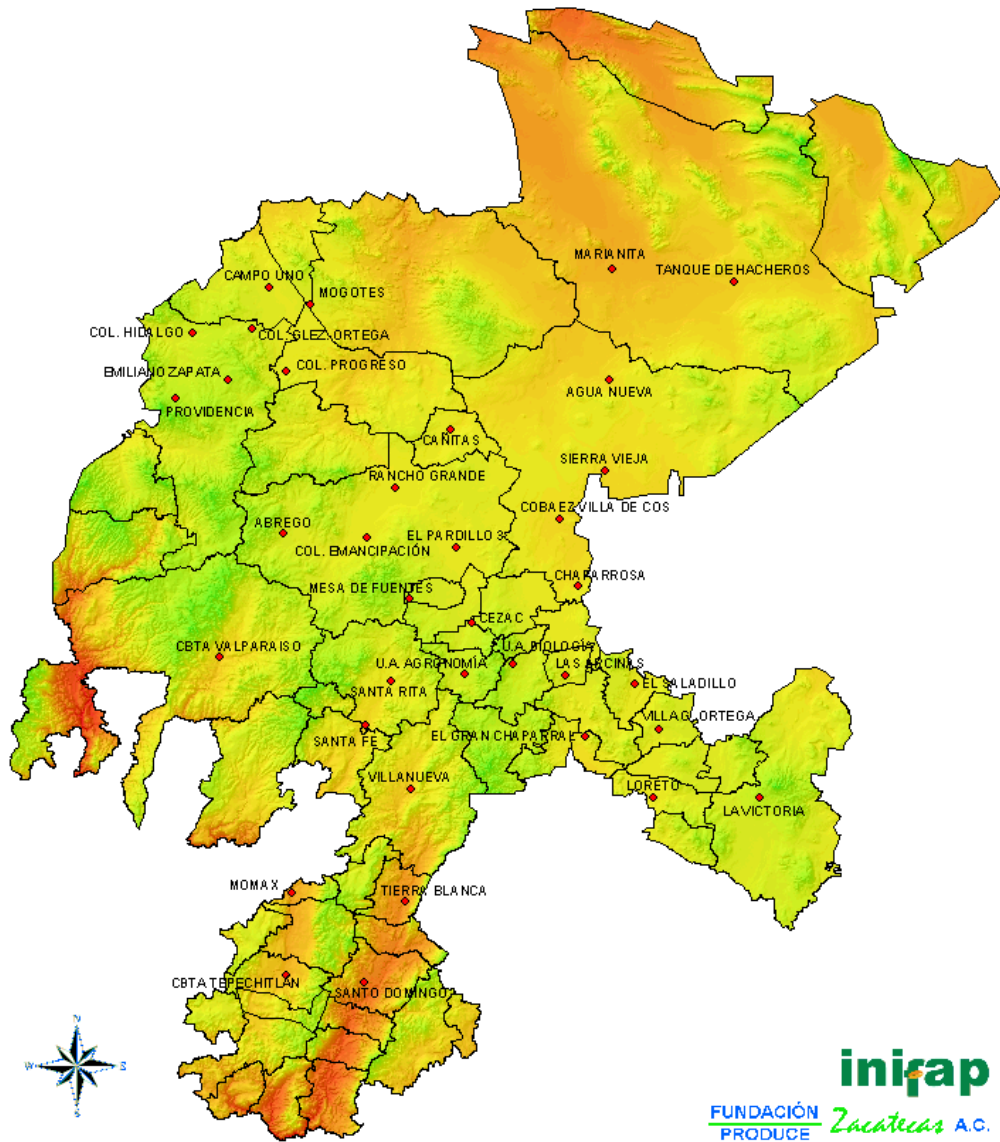 MARIANITA
TANQUE DE HACHEROS
CAMPO UNO
MOGOTES
COL. HIDALGO
COL. GLEZ. ORTEGA
COL. PROGRESO
EMILIANO ZAPATA
AGUA NUEVA
PROVIDENCIA
CAÑITAS
SIERRA VIEJA
RANCHO GRANDE
COBAEZ VILLA DE COS
ABREGO
EL PARDILLO 3
COL. EMANCIPACIÓN
CHAPARROSA
MESA DE FUENTES
CEZAC
CBTA VALPARAISO
U.A. BIOLOGÍA
U.A. AGRONOMÍA
LAS ARCINAS
EL SALADILLO
SANTA RITA
VILLA G. ORTEGA
SANTA FE
EL GRAN CHAPARRAL
VILLANUEVA
LORETO
LA VICTORIA
MOMAX
TIERRA BLANCA
CBTA TEPECHITLÁN
SANTO DOMINGO
N
W
E
S
inifap
FUNDACIÓN
PRODUCE
Zacatecas A.C.